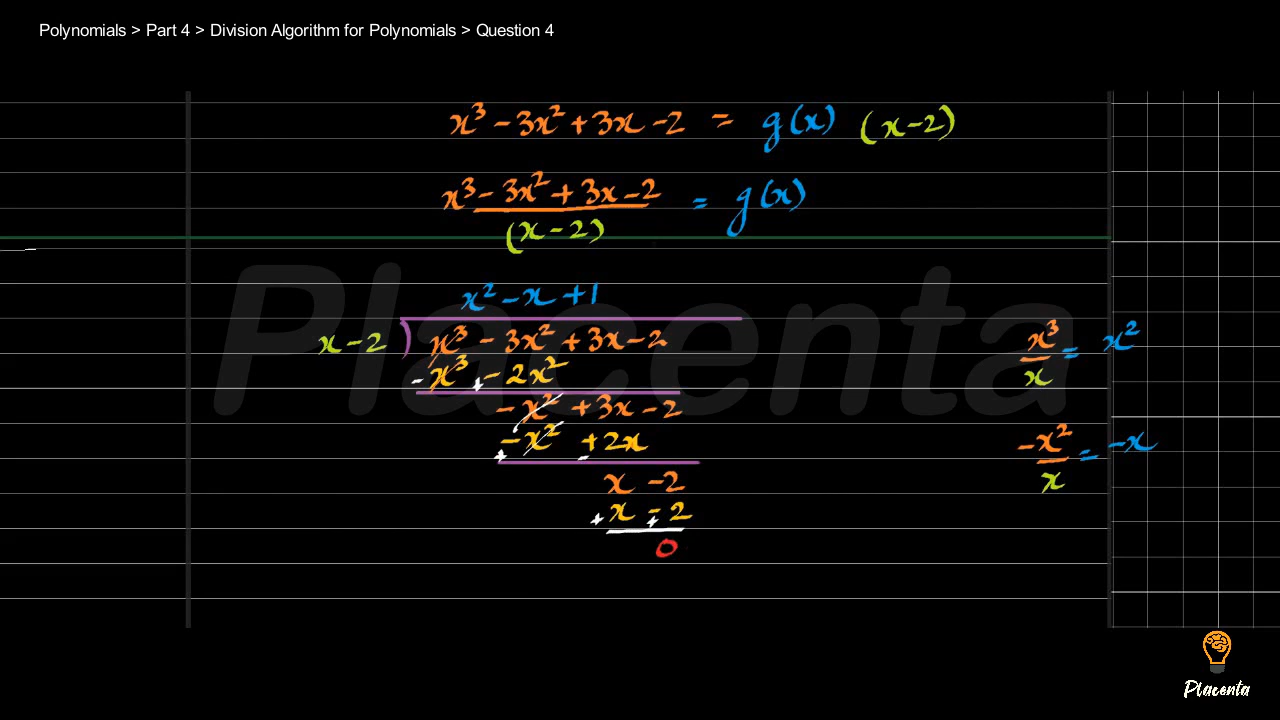 Polynomials > Part 4 > Division Algorithm for Polynomials > Question 4
x³ - 3x² + 3x - 2 = g(x) (x-2)
x³ - 3x² + 3x - 2 = g(x)
(x-2)
Placenta
x² - x + 1
x-2 ) x³ - 3x² + 3x - 2
- x³ + - 2x²
- x² + 3x - 2
- x² + 2x
+ -
x - 2
+ x - 2
+
0
x³ = x²
x
-x² = -x
x
Placenta